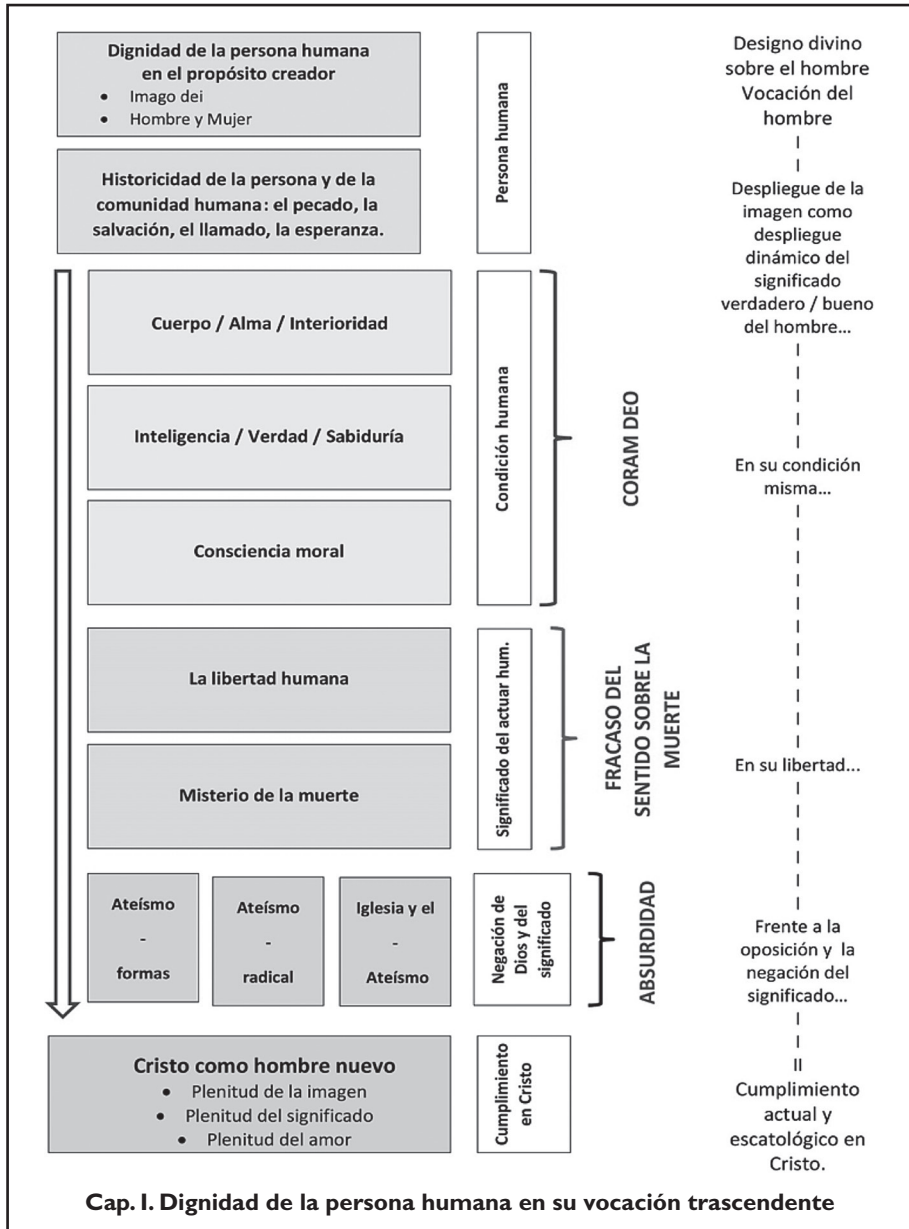 Dignidad de la persona humana
en el propósito creador
• Imago dei
• Hombre y Mujer
Historicidad de la persona y de la
comunidad humana: el pecado, la
salvación, el llamado, la esperanza.
Persona humana
Designo divino
sobre el hombre
Vocación del
hombre
Despliegue de la
imagen como
despliegue
dinámico del
significado
verdadero / bueno
del hombre...
Cuerpo / Alma / Interioridad
Inteligencia / Verdad / Sabiduría
Consciencia moral
Condición humana
CORAM DEO
En su condición
misma...
La libertad humana
Misterio de la muerte
Significado del actuar hum.
FRACASO DEL
SENTIDO SOBRE LA
MUERTE
En su libertad...
Ateísmo
-
formas
Ateísmo
-
radical
Iglesia y el
-
Ateísmo
Negación de
Dios y del
significado
ABSURDIDAD
Frente a la
oposición y la
negación del
significado...
Cristo como hombre nuevo
• Plenitud de la imagen
• Plenitud del significado
• Plenitud del amor
Cumplimiento
en Cristo
II
Cumplimiento
actual y
escatológico en
Cristo.
Cap. I. Dignidad de la persona humana en su vocación trascendente